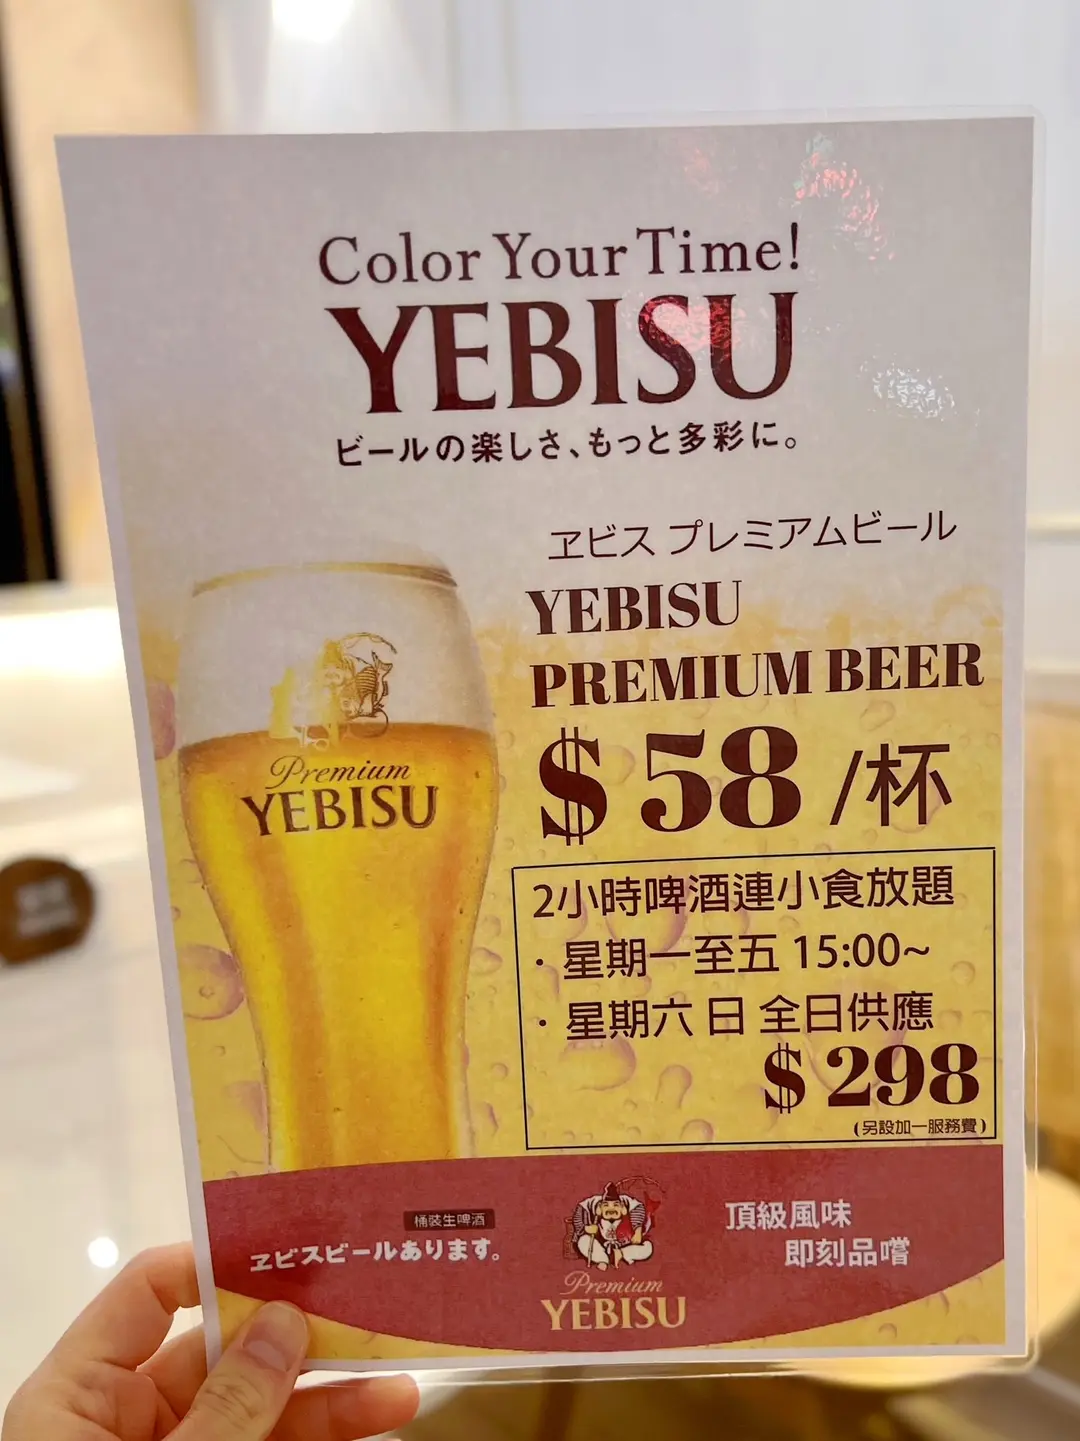 Color Your Time!
YEBISU
ビールの楽しさ、もっと多彩に。
ヱビス プレミアムビール
YEBISU
PREMIUM BEER
$58 /杯
Premium
YEBISU
2小時啤酒連小食放題
· 星期一至五 15:00~
· 星期六 日 全日供應
$298
(另設加一服務費)
桶裝生啤酒
ヱビスビールあります。
Premium
YEBISU
頂級風味
即刻品嚐